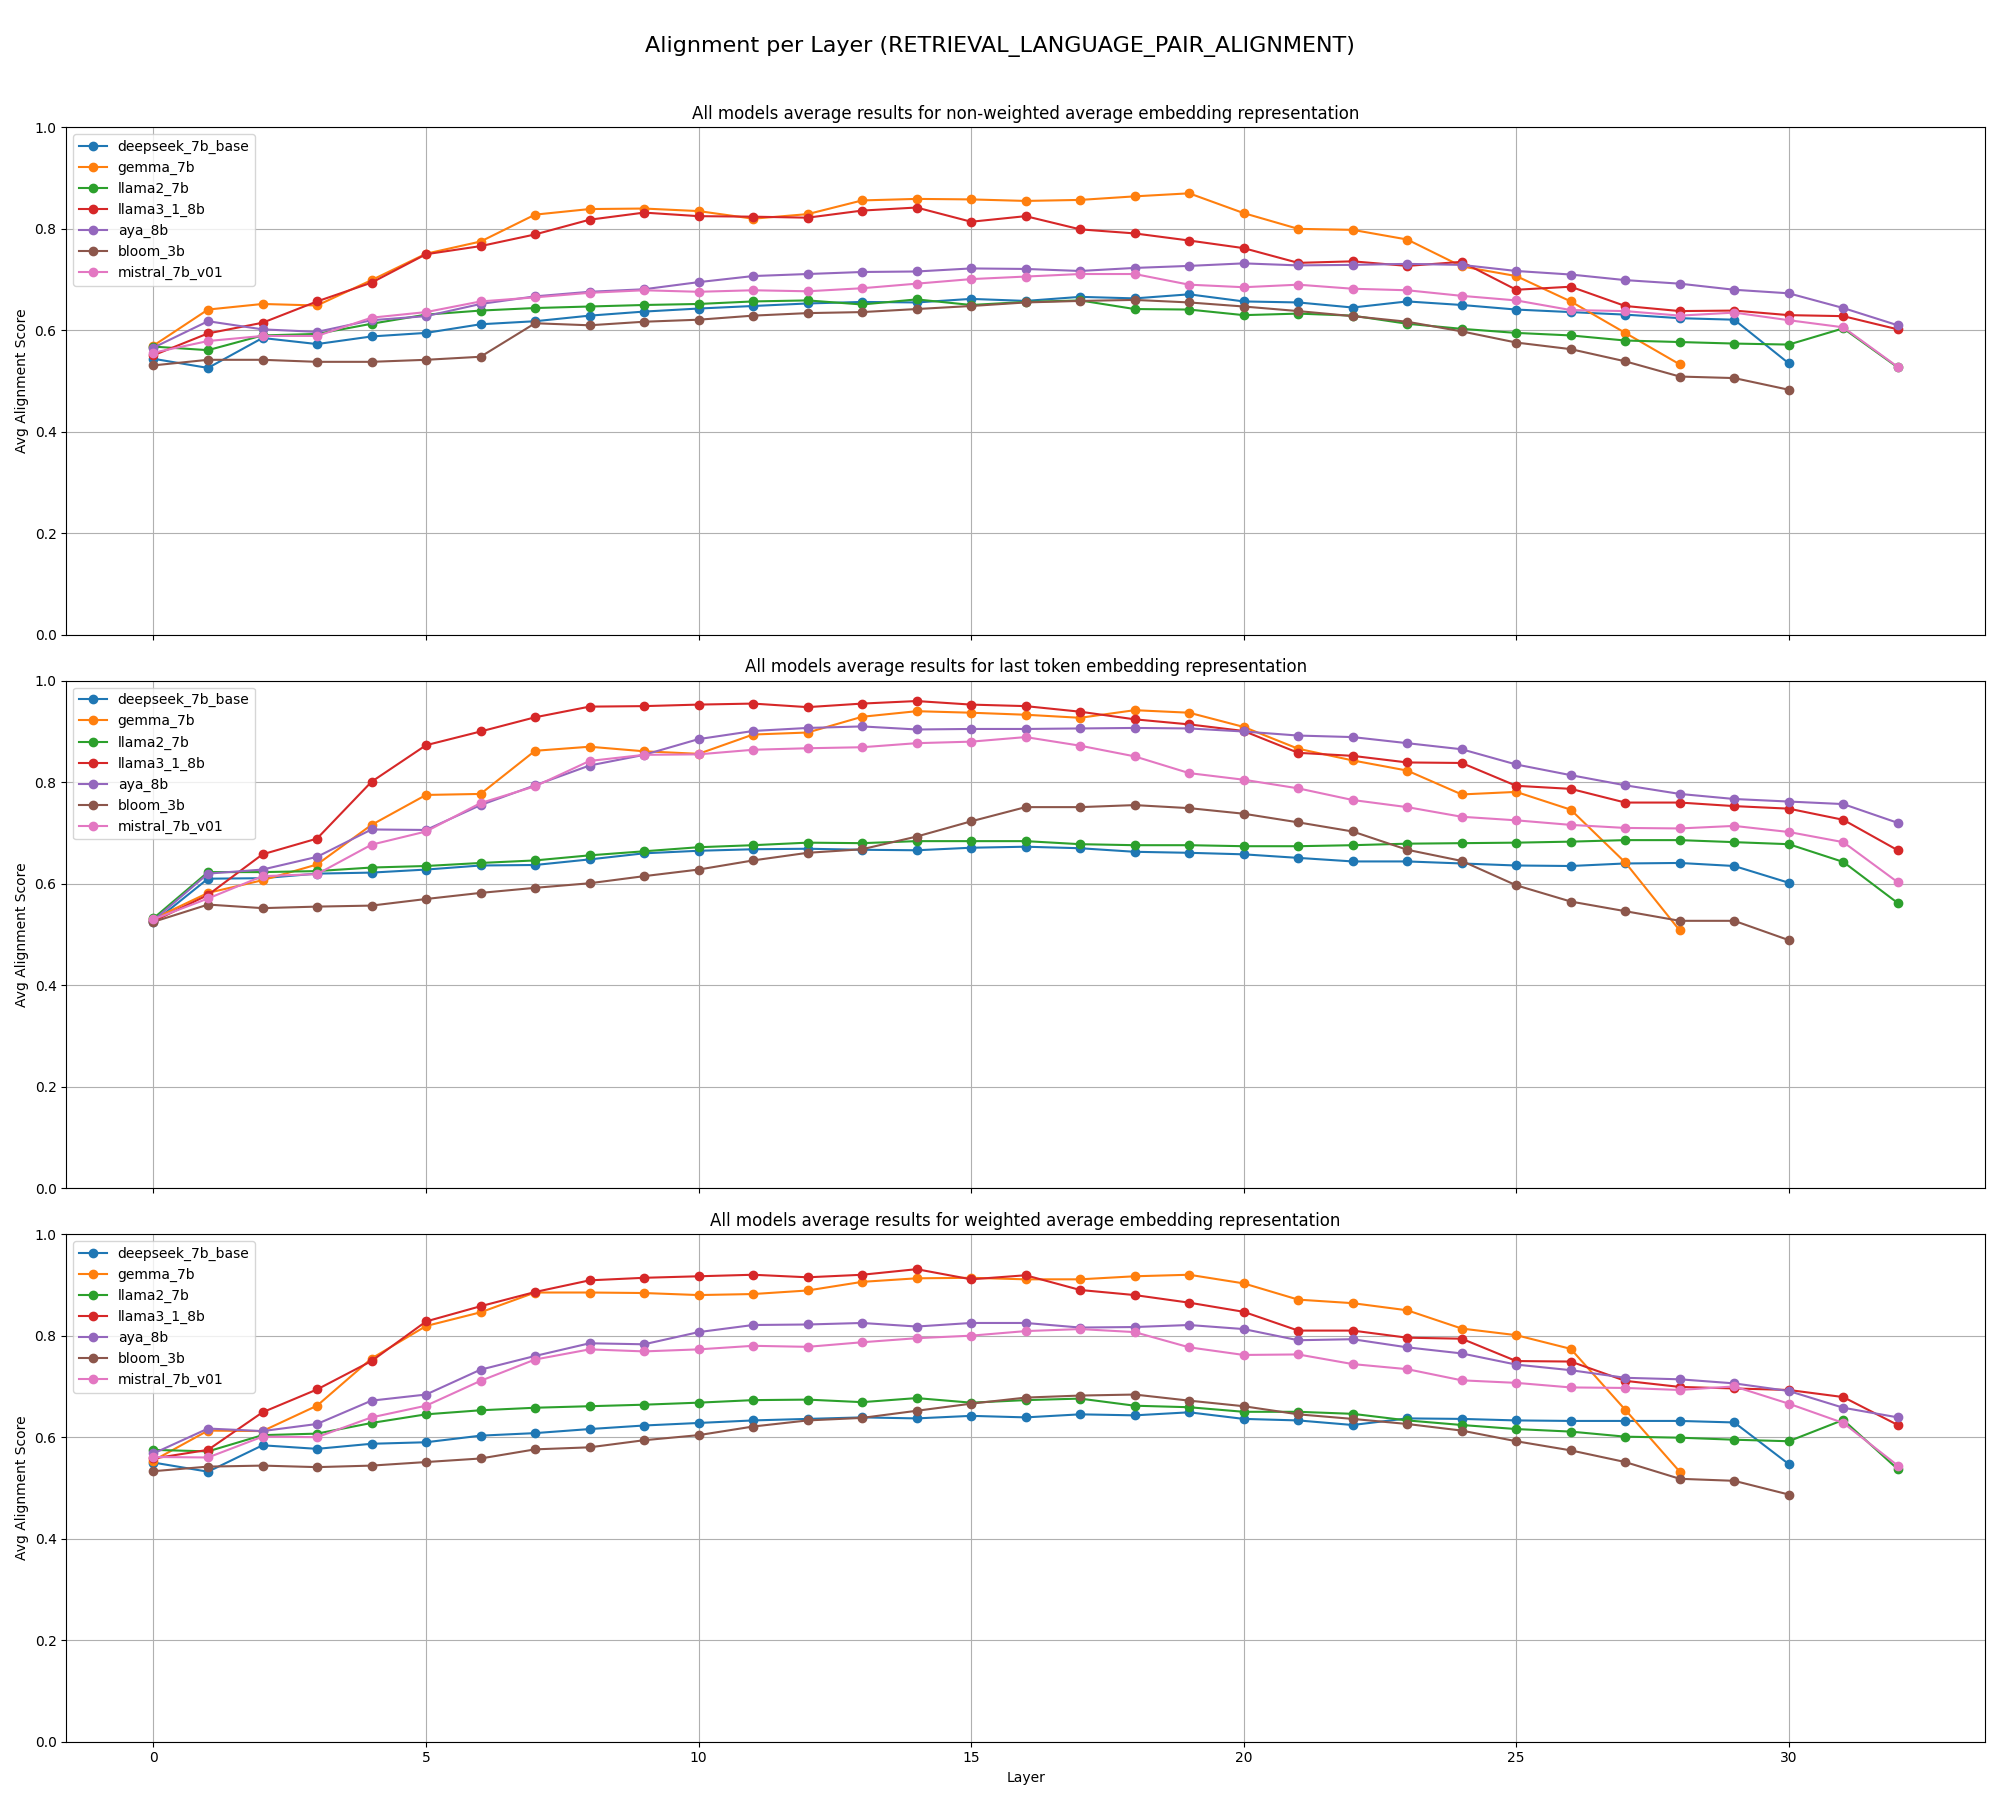 Alignment per Layer (RETRIEVAL_LANGUAGE_PAIR_ALIGNMENT)
All models average results for non-weighted average embedding representation
1.0
0.8
0.6
0.4
0.2
0.0
Avg Alignment Score
deepseek_7b_base
gemma_7b
llama2_7b
llama3_1_8b
aya_8b
bloom_3b
mistral_7b_v01
All models average results for last token embedding representation
1.0
0.8
0.6
0.4
0.2
0.0
Avg Alignment Score
deepseek_7b_base
gemma_7b
llama2_7b
llama3_1_8b
aya_8b
bloom_3b
mistral_7b_v01
All models average results for weighted average embedding representation
1.0
0.8
0.6
0.4
0.2
0.0
Avg Alignment Score
deepseek_7b_base
gemma_7b
llama2_7b
llama3_1_8b
aya_8b
bloom_3b
mistral_7b_v01
0 5 10 15 20 25 30
Layer